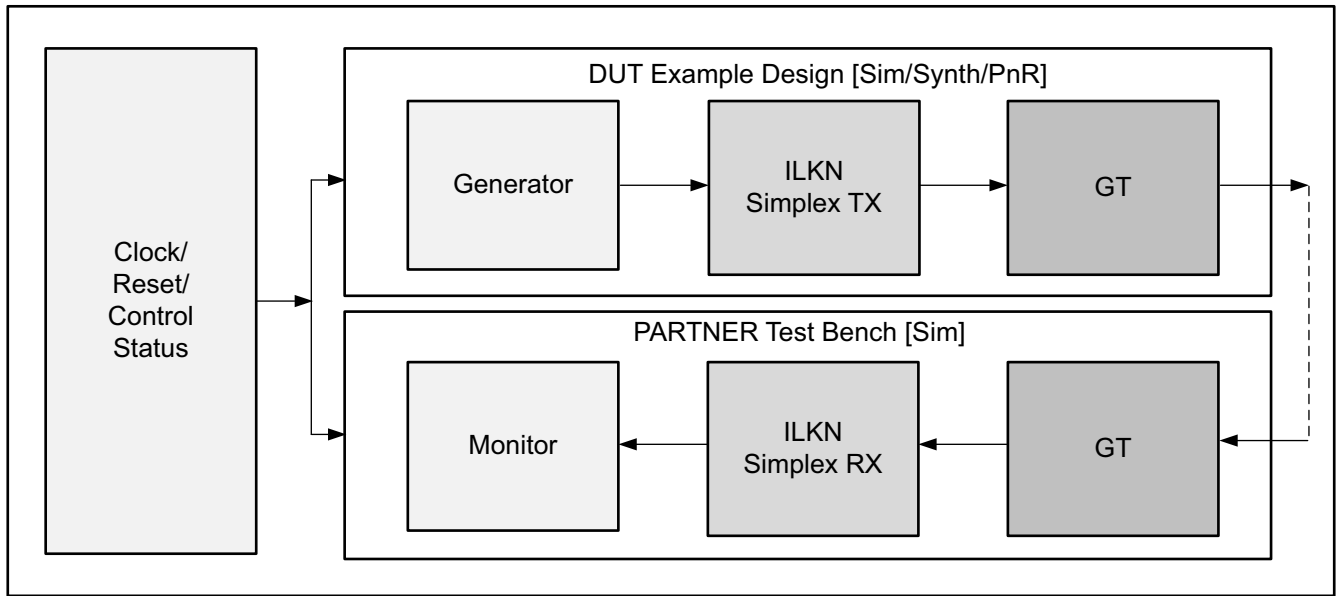 Clock/
Reset/
Control
Status
DUT Example Design [Sim/Synth/PnR]
Generator
ILKN
Simplex TX
GT
PARTNER Test Bench [Sim]
Monitor
ILKN
Simplex RX
GT